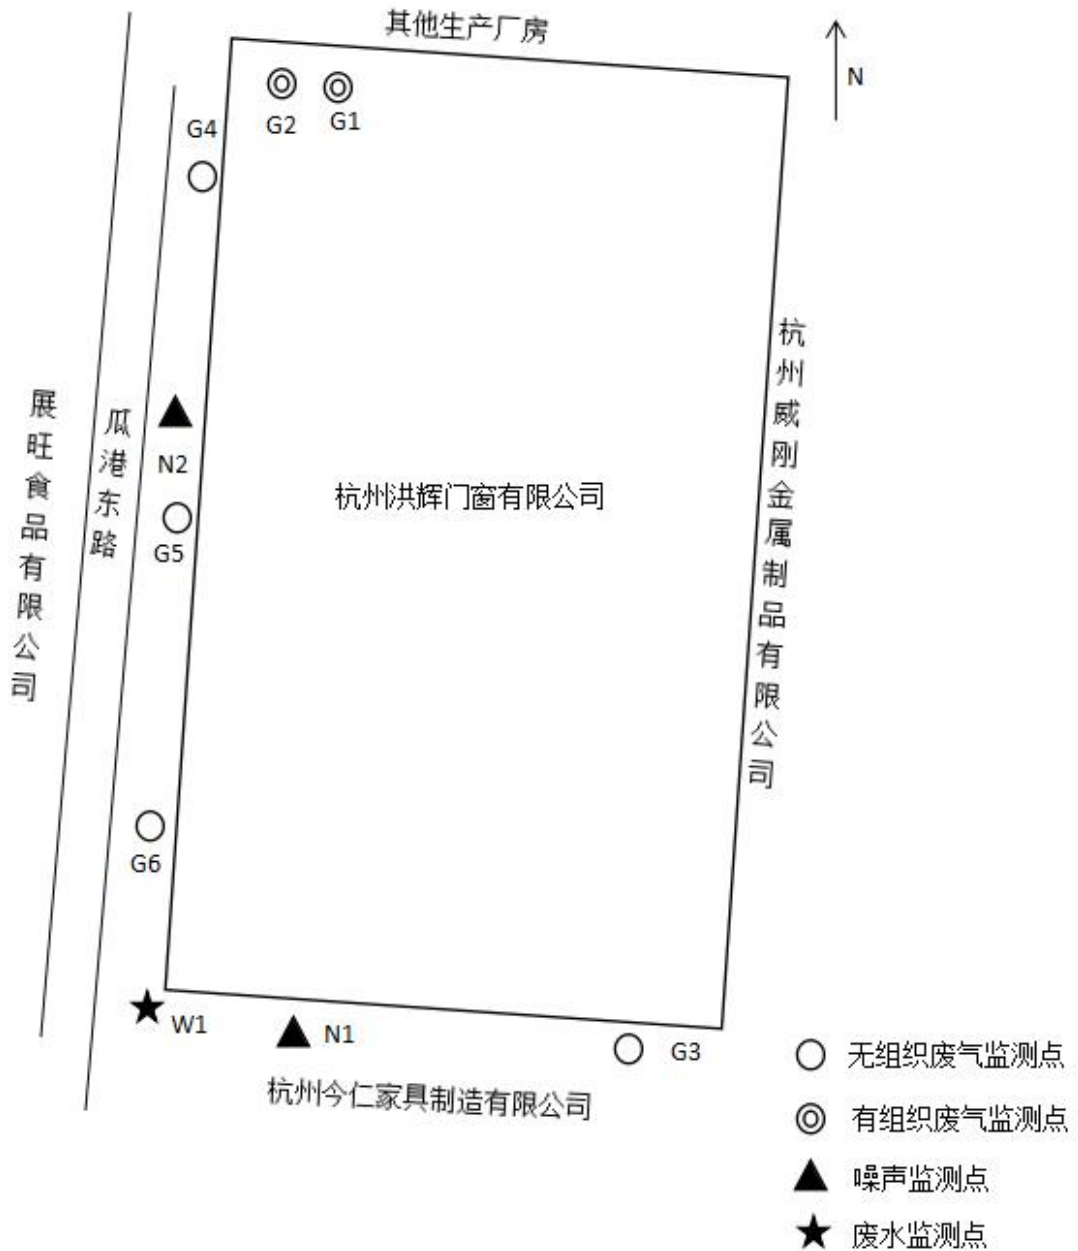 其他生产厂房
N
G2
G1
G4
N2
G5
G6
展旺食品有限公司
瓜港东路
杭州洪辉门窗有限公司
杭州威刚金属制品有限公司
W1
N1
G3
杭州今仁家具制造有限公司
无组织废气监测点
有组织废气监测点
噪声监测点
废水监测点